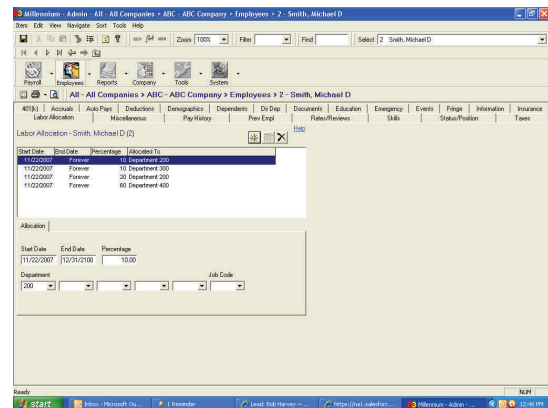 Millennium - Admin - All - All Companies > ABC - ABC Company > Employees > 2 - Smith, Michael D
Item Edit View Navigate Sort Tools Help
Zoom 100% Filter Find Select 2 Smith, Michael D
Payroll Employees Reports Company Tools System
All - All Companies > ABC - ABC Company > Employees > 2 - Smith, Michael D
401(k) Accruals Auto Pays Deductions Demographics Dependents Dir Dep Documents Education Emergency Events Fringe Information Insurance
Labor Allocation Miscellaneous Pay History Prev Empl Rates/Reviews Skills Status/Position Taxes
Labor Allocation - Smith, Michael D (2) Help
Start Date End Date Percentage Allocated To
11/22/2007 Forever 10 Department 200
11/22/2007 Forever 10 Department 300
11/22/2007 Forever 20 Department 200
11/22/2007 Forever 60 Department 400
Allocation
Start Date End Date Percentage
11/22/2007 12/31/2100 10.00
Department Job Code
200
Ready NUM
start Inbox - Microsoft Ou... 1 Reminder Lead: Bob Harvey ~ ... https://na1.salesforc... Millennium - Admin - ... 12:48 PM